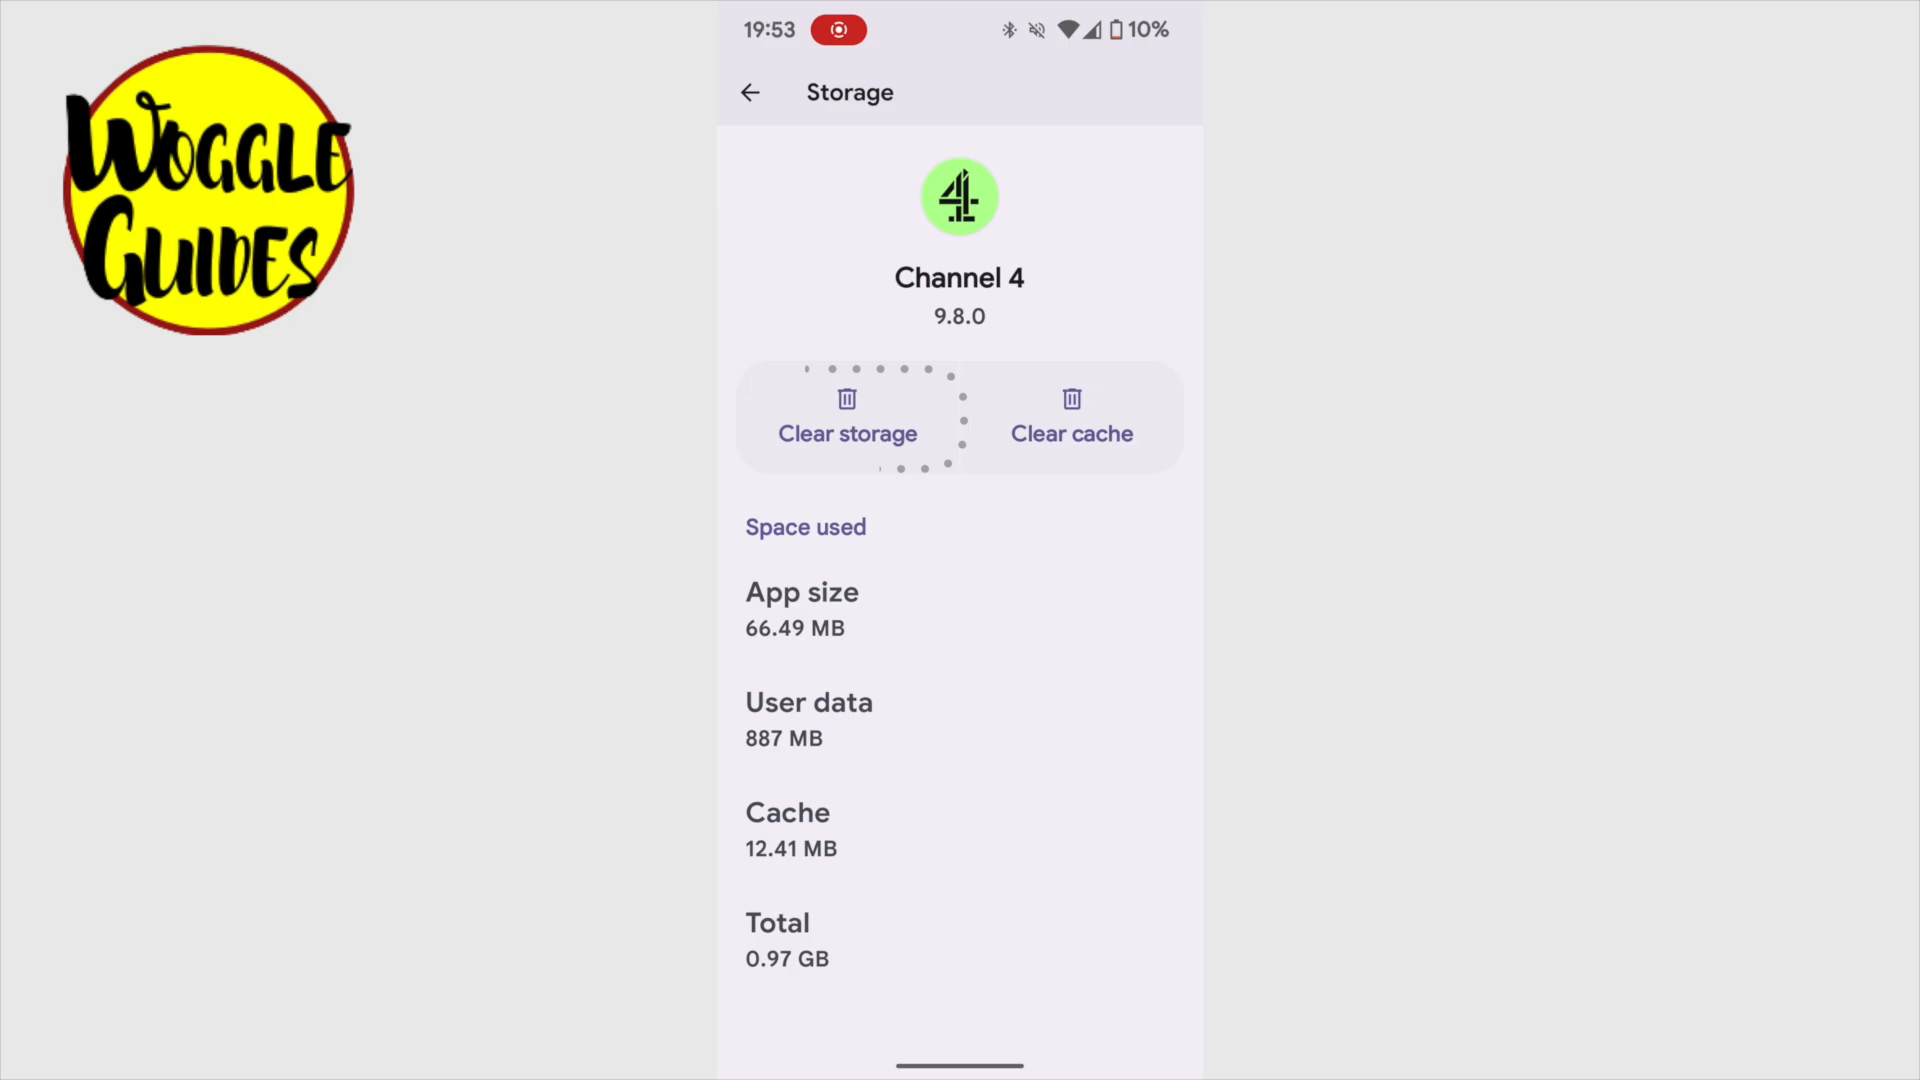 WOGGLE
GUIDES
19:53
10%
Storage
Channel 4
9.8.0
Clear storage
Clear cache
Space used
App size
66.49 MB
User data
887 MB
Cache
12.41 MB
Total
0.97 GB